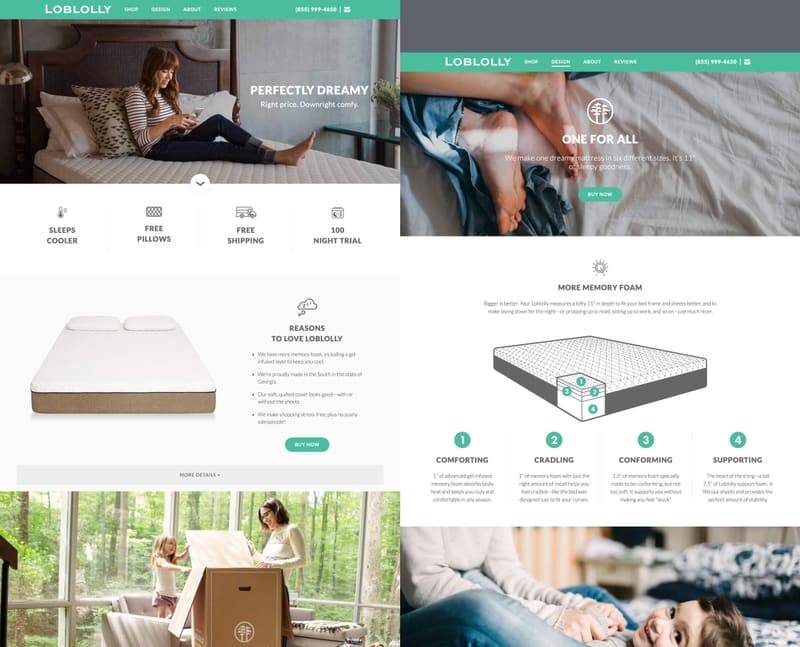 LOBLOLLY SHOP DESIGN ABOUT REVIEWS (855) 999-4650
PERFECTLY DREAMY
Right price. Downright comfy.
SLEEPS
COOLER
FREE
PILLOWS
FREE
SHIPPING
100
NIGHT TRIAL
REASONS
TO LOVE LOBLOLLY
We have more memory foam, including a gel-
infused layer to keep you cool.
We're proudly made in the South in the state of
Georgia.
Our soft, quilted cover looks good–with or
without the sheets.
We make shopping stress-free; plus no pushy
salespeople!
BUY NOW
MORE DETAILS +
LOBLOLLY SHOP DESIGN ABOUT REVIEWS (855) 999-4650
ONE FOR ALL
We make one dreamy mattress in six different sizes. It's 11"
of sleepy goodness.
BUY NOW
MORE MEMORY FOAM
Bigger is better. Your Loblolly measures a lofty 11" in depth to fit your bed frame and sheets better, and to
make laying down for the night–or propping up to read, sitting up to work, and so on–just much nicer.
1
3
2
4
1
COMFORTING
1" of advanced gel-infused
memory foam absorbs body
heat and keeps you cozy and
comfortable in any season.
2
CRADLING
1" of memory foam with just the
right amount of recoil helps you
feel cradled–like the bed was
designed just to fit your curves.
3
CONFORMING
1.5" of memory foam specially
made to be conforming, but not
too soft. It supports you without
making you feel "stuck".
4
SUPPORTING
The heart of the thing–a tall
7.5" of Loblolly support foam. It
fills out sheets and provides the
perfect amount of stability.